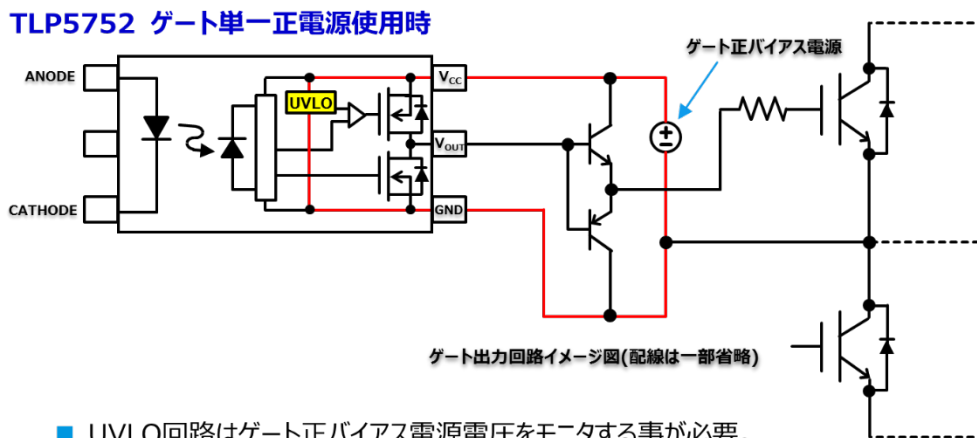 TLP5752 ゲート単一正電源使用時
ゲート正バイアス電源
ANODE
VCC
UVLO
VOUT
CATHODE
GND
ゲート出力回路イメージ図(配線は一部省略)
■ UVLO回路はゲート正バイアス電源電圧をモニタする事が必要。